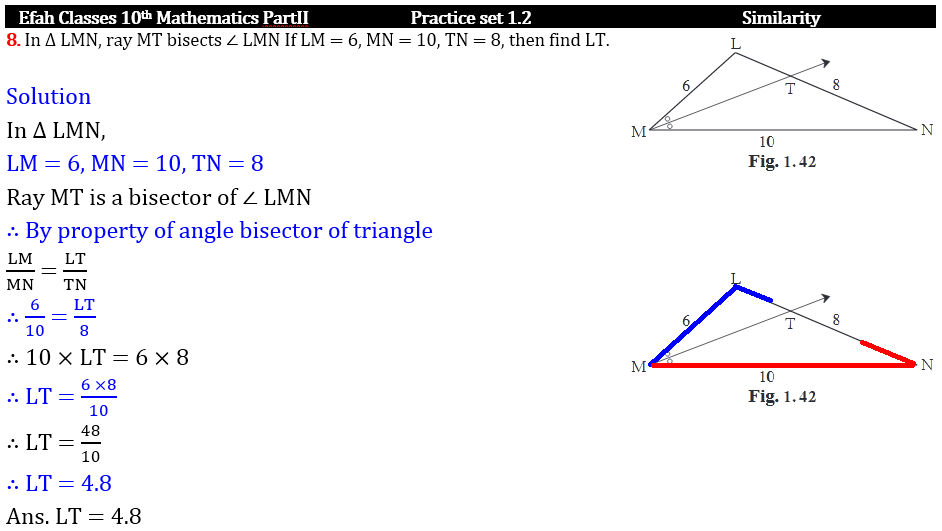 Efah Classes 10th Mathematics PartII Practice set 1.2 Similarity
8. In Δ LMN, ray MT bisects ∠ LMN If LM = 6, MN = 10, TN = 8, then find LT.
L
6
T
8
M
N
10
Fig. 1.42
Solution
In Δ LMN,
LM = 6, MN = 10, TN = 8
Ray MT is a bisector of ∠ LMN
∴ By property of angle bisector of triangle
LM/MN = LT/TN
∴ 6/10 = LT/8
∴ 10 × LT = 6 × 8
∴ LT = 6 ×8/10
∴ LT = 48/10
∴ LT = 4.8
Ans. LT = 4.8
L
6
T
8
M
N
10
Fig. 1.42